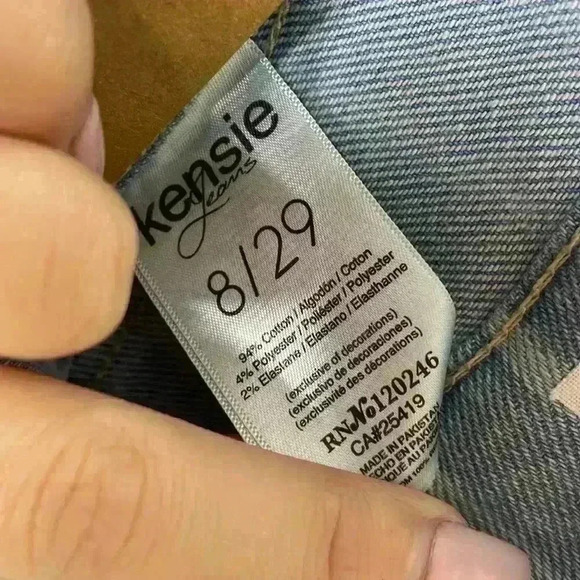 kensie
Jeans
8/29
94% Cotton / Algodón / Coton
4% Polyester / Poliéster / Polyester
2% Elastane / Elastano / Elasthanne
(exclusive of decorations)
(exclusivo de decoraciones)
(exclusivité des décorations)
RN№120246
CA#25419
MADE IN PAKISTAN